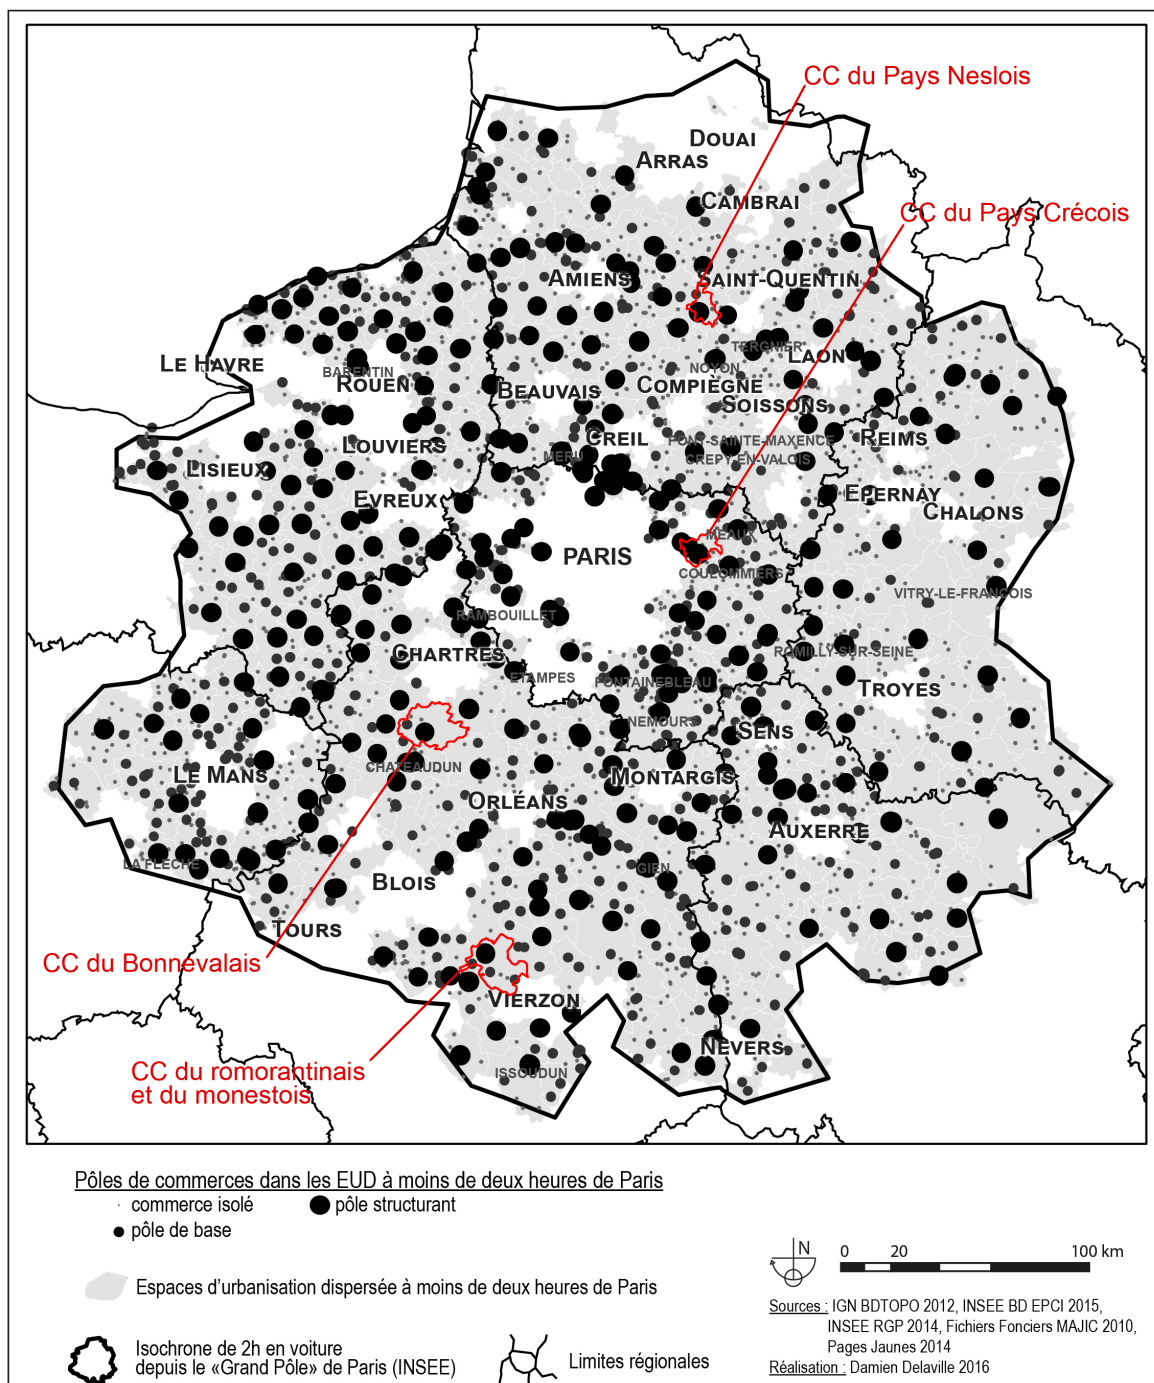 CC du Pays Neslois
DOUAI
ARRAS
CAMBRAI
CC du Pays Crécois
AMIENS
SAINT-QUENTIN
TERGNIER
LAON
LE HAVRE
BARENTIN
NOYON
ROUEN
BEAUVAIS
COMPIÈGNE
SOISSONS
LOUVIERS
CREIL
PONT-SAINTE-MAXENCE
REIMS
MERU
CREPY-EN-VALOIS
LISIEUX
EVREUX
EPERNAY
CHALONS
MEAUX
PARIS
COULOMMIERS
VITRY-LE-FRANÇOIS
RAMBOUILLET
CHARTRES
ROMILLY-SUR-SEINE
ETAMPES
FONTAINEBLEAU
TROYES
NEMOURS
SENS
CHATEAUDUN
LE MANS
MONTARGIS
ORLÉANS
AUXERRE
LA FLECHE
GIEN
BLOIS
TOURS
CC du Bonnevalais
VIERZON
NEVERS
CC du romorantinais
et du monestois
ISSOUDUN
Pôles de commerces dans les EUD à moins de deux heures de Paris
commerce isolé
pôle structurant
pôle de base
Espaces d'urbanisation dispersée à moins de deux heures de Paris
Isochrone de 2h en voiture
depuis le «Grand Pôle» de Paris (INSEE)
Limites régionales
N
0 20 100 km
Sources : IGN BDTOPO 2012, INSEE BD EPCI 2015,
INSEE RGP 2014, Fichiers Fonciers MAJIC 2010,
Pages Jaunes 2014
Réalisation : Damien Delaville 2016